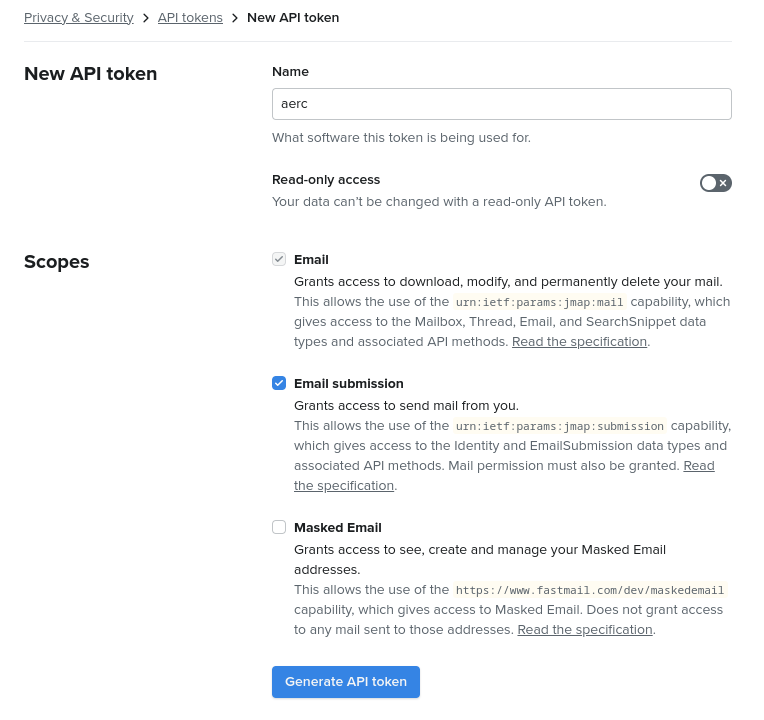 Privacy & Security > API tokens > New API token
New API token
Name
aerc
What software this token is being used for.
Read-only access
Your data can't be changed with a read-only API token.
Scopes
Email
Grants access to download, modify, and permanently delete your mail.
This allows the use of the urn:ietf:params:jmap:mail capability, which
gives access to the Mailbox, Thread, Email, and SearchSnippet data
types and associated API methods. Read the specification.
Email submission
Grants access to send mail from you.
This allows the use of the urn:ietf:params:jmap:submission capability,
which gives access to the Identity and EmailSubmission data types and
associated API methods. Mail permission must also be granted. Read
the specification.
Masked Email
Grants access to see, create and manage your Masked Email
addresses.
This allows the use of the https://www.fastmail.com/dev/maskedemail
capability, which gives access to Masked Email. Does not grant access
to any mail sent to those addresses. Read the specification.
Generate API token